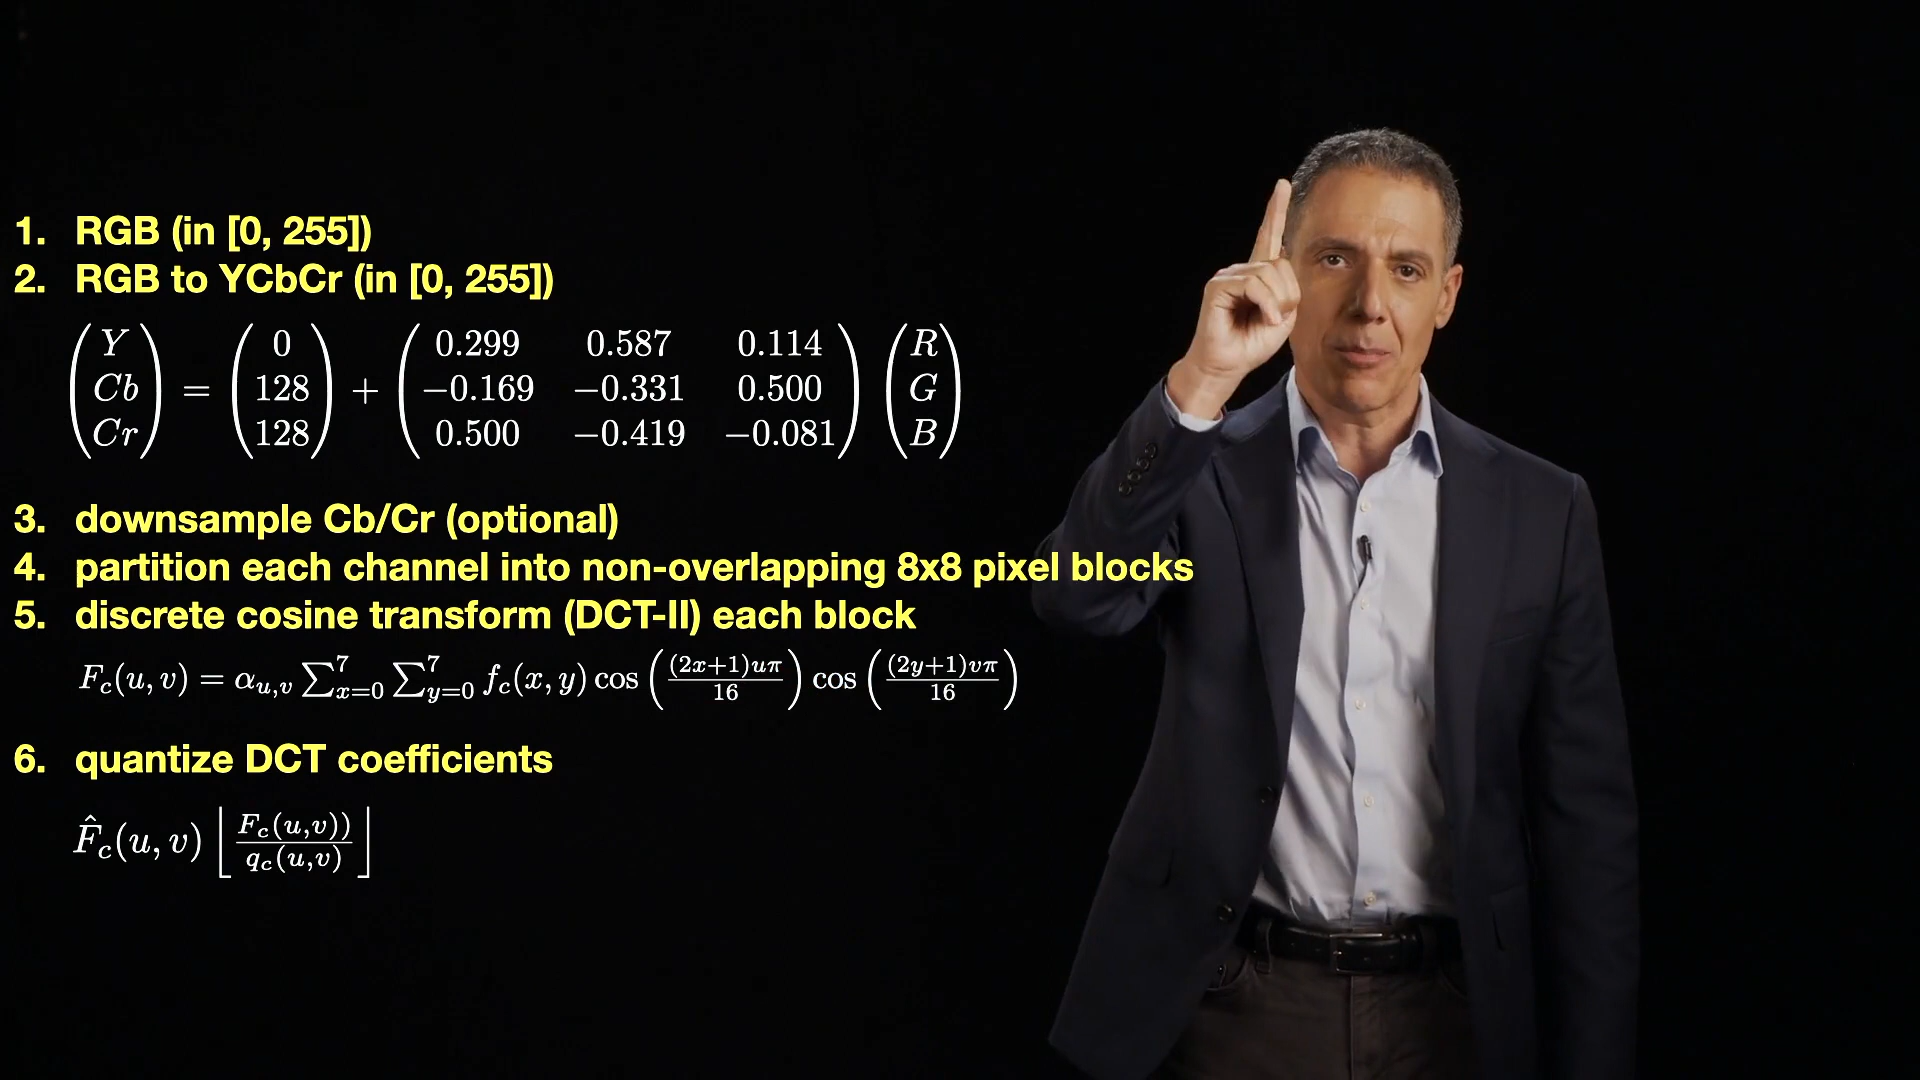 1. RGB (in [0, 255])
2. RGB to YCbCr (in [0, 255])
(Y Cb Cr) = (0 128 128) + (0.299 0.587 0.114 −0.169 −0.331 0.500 0.500 −0.419 −0.081) (R G B)
3. downsample Cb/Cr (optional)
4. partition each channel into non-overlapping 8x8 pixel blocks
5. discrete cosine transform (DCT-II) each block
F_c(u, v) = α_{u,v} ∑_{x=0}^{7} ∑_{y=0}^{7} f_c(x, y) cos((2x+1)uπ/16) cos((2y+1)vπ/16)
6. quantize DCT coefficients
F̂_c(u, v) ⌊F_c(u,v))/q_c(u,v)⌋